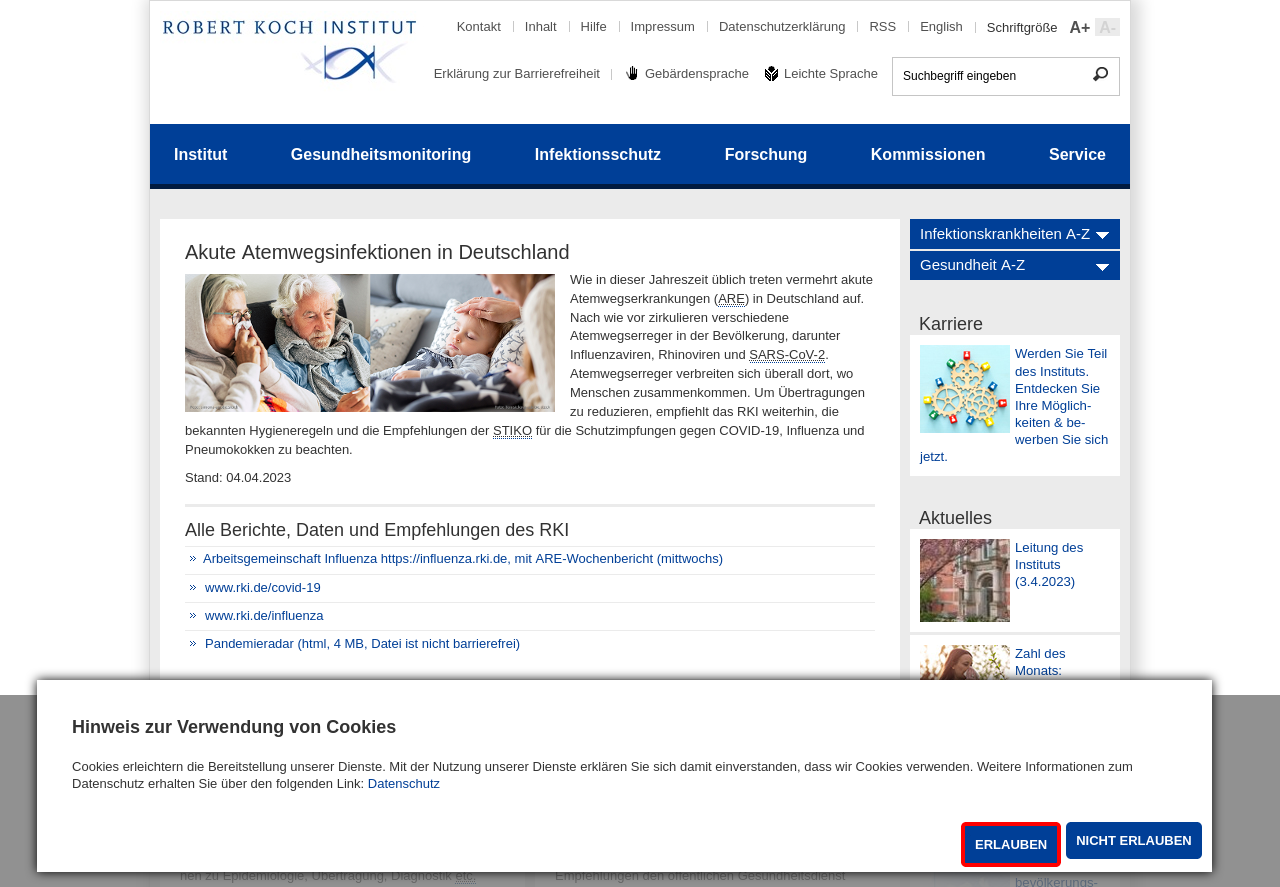 ROBERT KOCH INSTITUT
Kontakt
Inhalt
Hilfe
Impressum
Datenschutzerklärung
RSS
English
Schriftgröße A+ A-
Erklärung zur Barrierefreiheit
Gebärdensprache
Leichte Sprache
Suchbegriff eingeben
Institut
Gesundheitsmonitoring
Infektionsschutz
Forschung
Kommissionen
Service
Akute Atemwegsinfektionen in Deutschland
Wie in dieser Jahreszeit üblich treten vermehrt akute
Atemwegserkrankungen (ARE) in Deutschland auf.
Nach wie vor zirkulieren verschiedene
Atemwegserreger in der Bevölkerung, darunter
Influenzaviren, Rhinoviren und SARS-CoV-2.
Atemwegserreger verbreiten sich überall dort, wo
Menschen zusammenkommen. Um Übertragungen
zu reduzieren, empfiehlt das RKI weiterhin, die
bekannten Hygieneregeln und die Empfehlungen der STIKO für die Schutzimpfungen gegen COVID-19, Influenza und
Pneumokokken zu beachten.
Stand: 04.04.2023
Alle Berichte, Daten und Empfehlungen des RKI
Arbeitsgemeinschaft Influenza https://influenza.rki.de, mit ARE-Wochenbericht (mittwochs)
www.rki.de/covid-19
www.rki.de/influenza
Pandemieradar (html, 4 MB, Datei ist nicht barrierefrei)
Infektionskrankheiten A-Z
Gesundheit A-Z
Karriere
Werden Sie Teil
des Instituts.
Entdecken Sie
Ihre Möglich-
keiten & be-
werben Sie sich
jetzt.
Aktuelles
Leitung des
Instituts
(3.4.2023)
Zahl des
Monats:
Hinweis zur Verwendung von Cookies
Cookies erleichtern die Bereitstellung unserer Dienste. Mit der Nutzung unserer Dienste erklären Sie sich damit einverstanden, dass wir Cookies verwenden. Weitere Informationen zum
Datenschutz erhalten Sie über den folgenden Link: Datenschutz
ERLAUBEN
NICHT ERLAUBEN
nen zu Epidemiologie, Übertragung, Diagnostik etc.
Empfehlungen den öffentlichen Gesundheitsdienst
bevölkerungs-